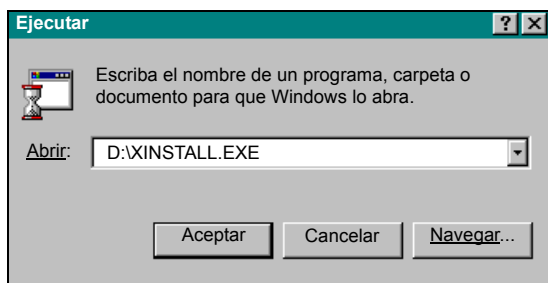 Ejecutar
Escriba el nombre de un programa, carpeta o
documento para que Windows lo abra.
Abrir: D:\XINSTALL.EXE
Aceptar Cancelar Navegar...